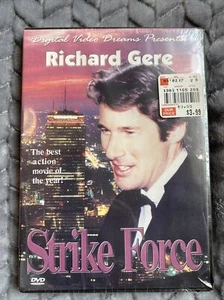 Digital Video Dreams Presents
Richard Gere
$3.99
The best
action
movie of
the year!
Strike Force
DVD